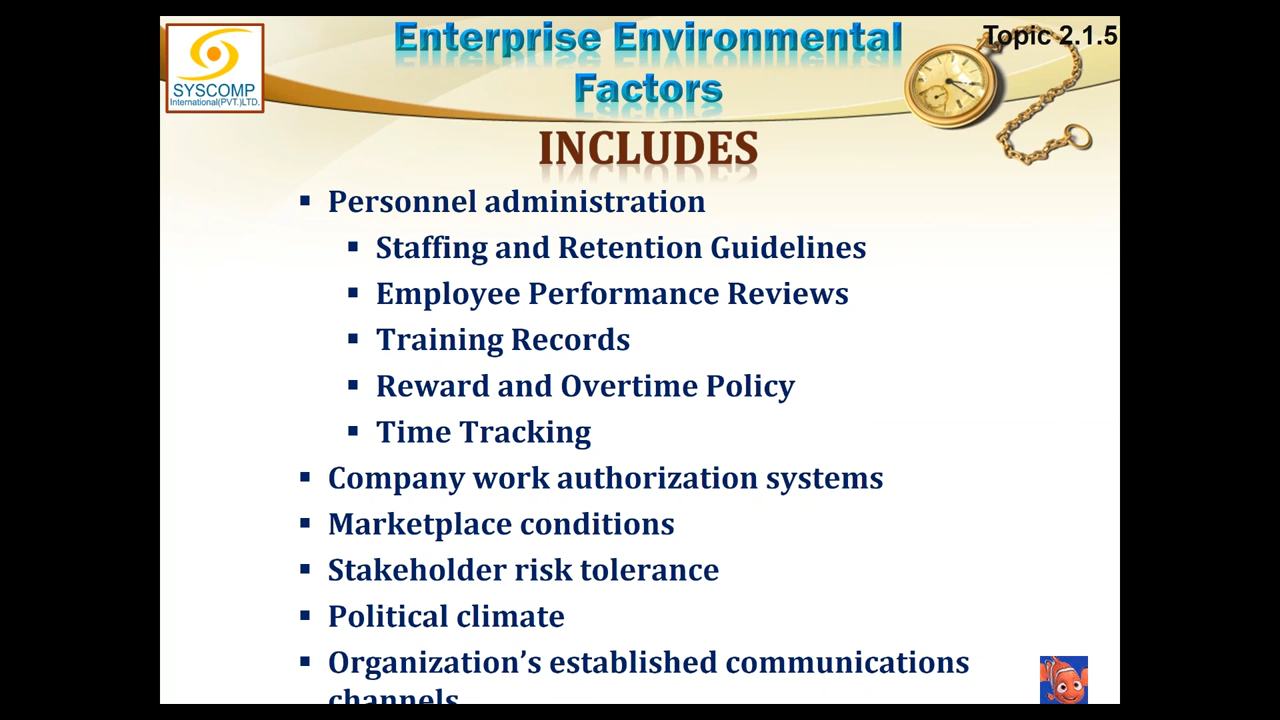 Enterprise Environmental
Factors
Topic 2.1.5
SYSCOMP
International(PVT.)LTD.
INCLUDES
▪ Personnel administration
▪ Staffing and Retention Guidelines
▪ Employee Performance Reviews
▪ Training Records
▪ Reward and Overtime Policy
▪ Time Tracking
▪ Company work authorization systems
▪ Marketplace conditions
▪ Stakeholder risk tolerance
▪ Political climate
▪ Organization’s established communications
channels